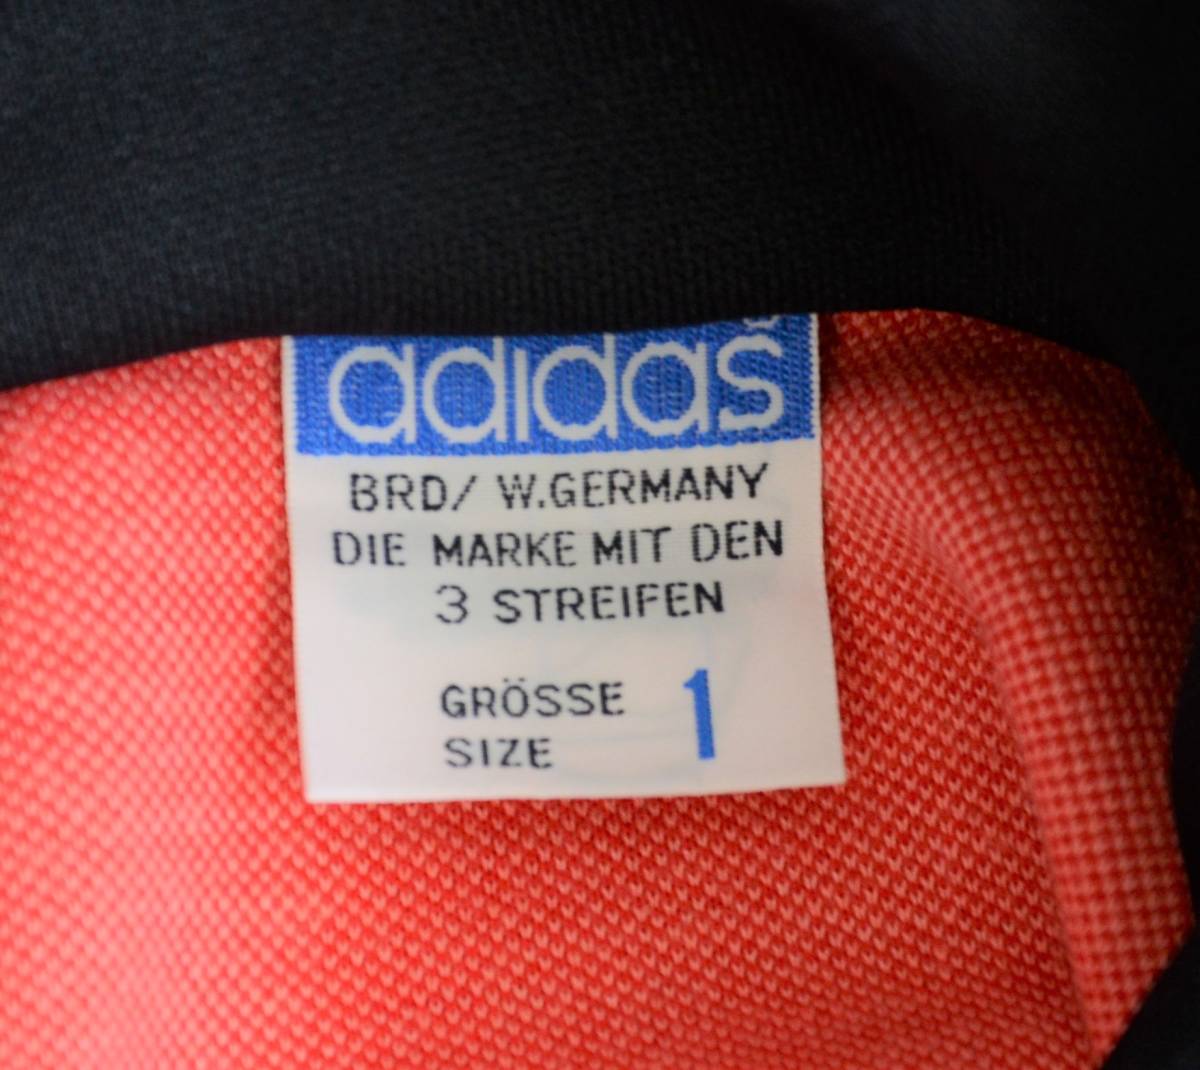 adidas
BRD/ W.GERMANY
DIE MARKE MIT DEN
3 STREIFEN
GRÖSSE 1
SIZE